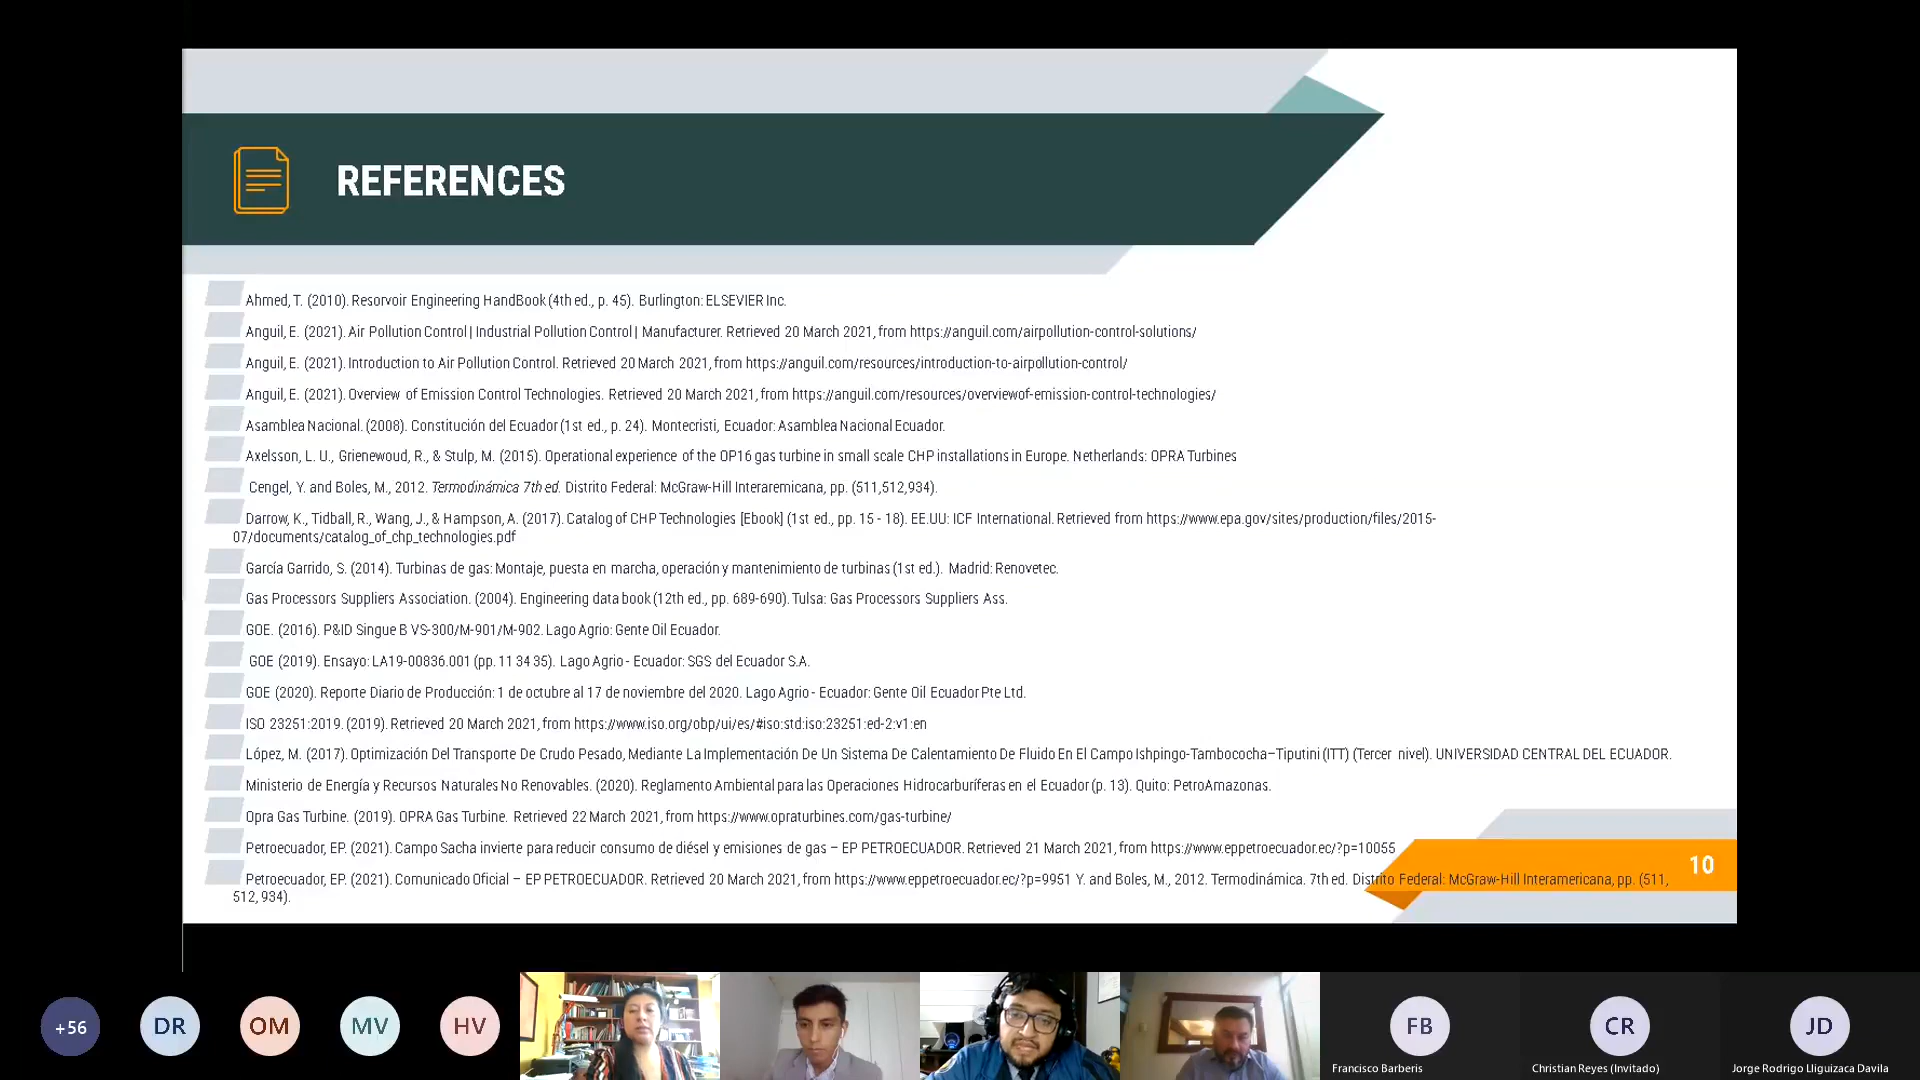 REFERENCES
Ahmed, T. (2010). Resorvoir Engineering HandBook (4th ed., p. 45). Burlington: ELSEVIER Inc.
Anguil, E. (2021). Air Pollution Control | Industrial Pollution Control | Manufacturer. Retrieved 20 March 2021, from https://anguil.com/airpollution-control-solutions/
Anguil, E. (2021). Introduction to Air Pollution Control. Retrieved 20 March 2021, from https://anguil.com/resources/introduction-to-airpollution-control/
Anguil, E. (2021). Overview of Emission Control Technologies. Retrieved 20 March 2021, from https://anguil.com/resources/overviewof-emission-control-technologies/
Asamblea Nacional. (2008). Constitución del Ecuador (1st ed., p. 24). Montecristi, Ecuador: Asamblea Nacional Ecuador.
Axelsson, L. U., Grienewoud, R., & Stulp, M. (2015). Operational experience of the OP16 gas turbine in small scale CHP installations in Europe. Netherlands: OPRA Turbines
Cengel, Y. and Boles, M., 2012. Termodinámica 7th ed. Distrito Federal: McGraw-Hill Interaremicana, pp. (511,512,934).
Darrow, K., Tidball, R., Wang, J., & Hampson, A. (2017). Catalog of CHP Technologies [Ebook] (1st ed., pp. 15 - 18). EE.UU: ICF International. Retrieved from https://www.epa.gov/sites/production/files/2015-
07/documents/catalog_of_chp_technologies.pdf
García Garrido, S. (2014). Turbinas de gas: Montaje, puesta en marcha, operación y mantenimiento de turbinas (1st ed.). Madrid: Renovetec.
Gas Processors Suppliers Association. (2004). Engineering data book (12th ed., pp. 689-690). Tulsa: Gas Processors Suppliers Ass.
GOE. (2016). P&ID Singue B VS-300/M-901/M-902. Lago Agrio: Gente Oil Ecuador.
GOE (2019). Ensayo: LA19-00836.001 (pp. 11 34 35). Lago Agrio - Ecuador: SGS del Ecuador S.A.
GOE (2020). Reporte Diario de Producción: 1 de octubre al 17 de noviembre del 2020. Lago Agrio - Ecuador: Gente Oil Ecuador Pte Ltd.
ISO 23251:2019. (2019). Retrieved 20 March 2021, from https://www.iso.org/obp/ui/es/#iso:std:iso:23251:ed-2:v1:en
López, M. (2017). Optimización Del Transporte De Crudo Pesado, Mediante La Implementación De Un Sistema De Calentamiento De Fluido En El Campo Ishpingo-Tambococha–Tiputini (ITT) (Tercer nivel). UNIVERSIDAD CENTRAL DEL ECUADOR.
Ministerio de Energía y Recursos Naturales No Renovables. (2020). Reglamento Ambiental para las Operaciones Hidrocarburíferas en el Ecuador (p. 13). Quito: PetroAmazonas.
Opra Gas Turbine. (2019). OPRA Gas Turbine. Retrieved 22 March 2021, from https://www.opraturbines.com/gas-turbine/
Petroecuador, EP. (2021). Campo Sacha invierte para reducir consumo de diésel y emisiones de gas – EP PETROECUADOR. Retrieved 21 March 2021, from https://www.eppetroecuador.ec/?p=10055
Petroecuador, EP. (2021). Comunicado Oficial – EP PETROECUADOR. Retrieved 20 March 2021, from https://www.eppetroecuador.ec/?p=9951 Y. and Boles, M., 2012. Termodinámica. 7th ed. Distrito Federal: McGraw-Hill Interamericana, pp. (511,
512, 934).
10
+56
DR
OM
MV
HV
FB
CR
JD
Francisco Barberis
Christian Reyes (Invitado)
Jorge Rodrigo Lliguizaca Davila